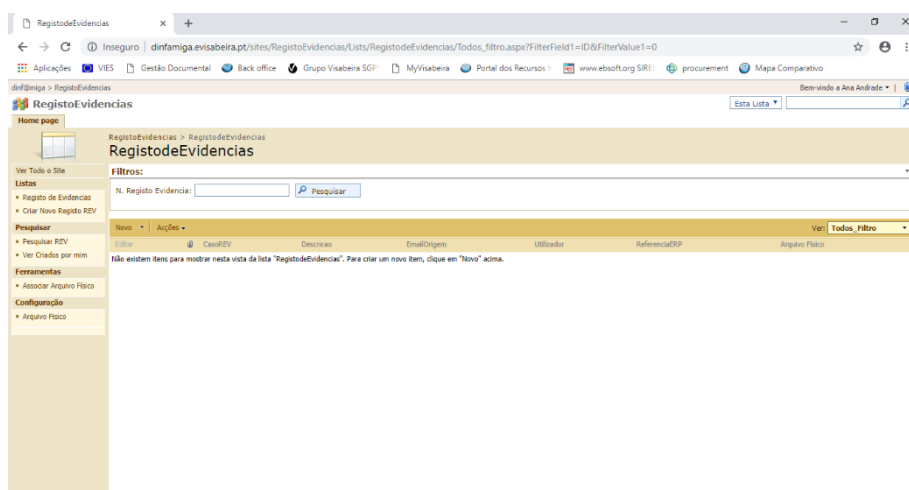 RegistodeEvidencias
Inseguro | dinfamiga.evisabeira.pt/sites/RegistoEvidencias/Lists/RegistodeEvidencias/Todos_filtro.aspx?FilterField1=ID&FilterValue1=0
Aplicações VIES Gestão Documental Back office Grupo Visabeira SGP MyVisabeira Portal dos Recursos www.ebsoft.org SIRE procurement Mapa Comparativo
dinf@miga > RegistoEvidencias Bem-vindo a Ana Andrade
RegistoEvidencias Esta Lista
Home page
RegistoEvidencias > RegistodeEvidencias
RegistodeEvidencias
Ver Todo o Site
Filtros:
Listas
N. Registo Evidencia: Pesquisar
Registo de Evidencias
Criar Novo Registo REV
Pesquisar
Novo Acções Ver: Todos_Filtro
Pesquisar REV
Editar CasoREV Descricao EmailOrigem Utilizador ReferenciaERP Arquivo Fisico
Ver Criados por mim
Não existem itens para mostrar nesta vista da lista "RegistodeEvidencias". Para criar um novo item, clique em "Novo" acima.
Ferramentas
Associar Arquivo Fisico
Configuração
Arquivo Fisico